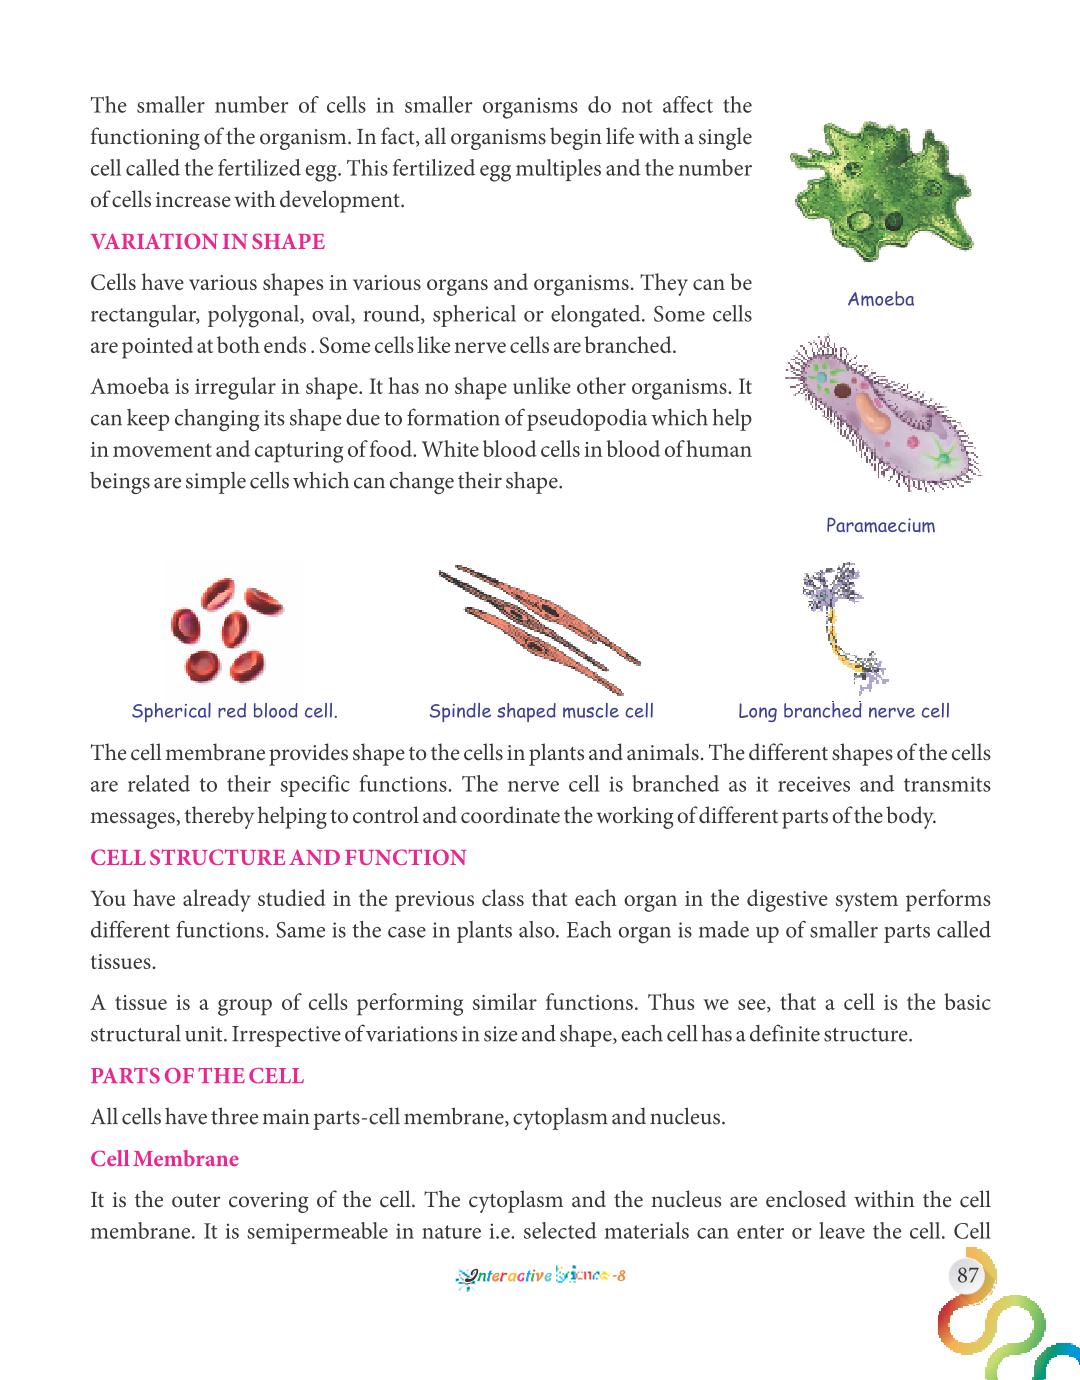 The smaller number of cells in smaller organisms do not affect the
functioning of the organism. In fact, all organisms begin life with a single
cell called the fertilized egg. This fertilized egg multiples and the number
of cells increase with development.
VARIATION IN SHAPE
Cells have various shapes in various organs and organisms. They can be
rectangular, polygonal, oval, round, spherical or elongated. Some cells
are pointed at both ends . Some cells like nerve cells are branched.
Amoeba is irregular in shape. It has no shape unlike other organisms. It
can keep changing its shape due to formation of pseudopodia which help
in movement and capturing of food. White blood cells in blood of human
beings are simple cells which can change their shape.
Amoeba
Paramaecium
Spherical red blood cell.
Spindle shaped muscle cell
Long branched nerve cell
The cell membrane provides shape to the cells in plants and animals. The different shapes of the cells
are related to their specific functions. The nerve cell is branched as it receives and transmits
messages, thereby helping to control and coordinate the working of different parts of the body.
CELL STRUCTURE AND FUNCTION
You have already studied in the previous class that each organ in the digestive system performs
different functions. Same is the case in plants also. Each organ is made up of smaller parts called
tissues.
A tissue is a group of cells performing similar functions. Thus we see, that a cell is the basic
structural unit. Irrespective of variations in size and shape, each cell has a definite structure.
PARTS OF THE CELL
All cells have three main parts-cell membrane, cytoplasm and nucleus.
Cell Membrane
It is the outer covering of the cell. The cytoplasm and the nucleus are enclosed within the cell
membrane. It is semipermeable in nature i.e. selected materials can enter or leave the cell. Cell
Interactive Science -8
87